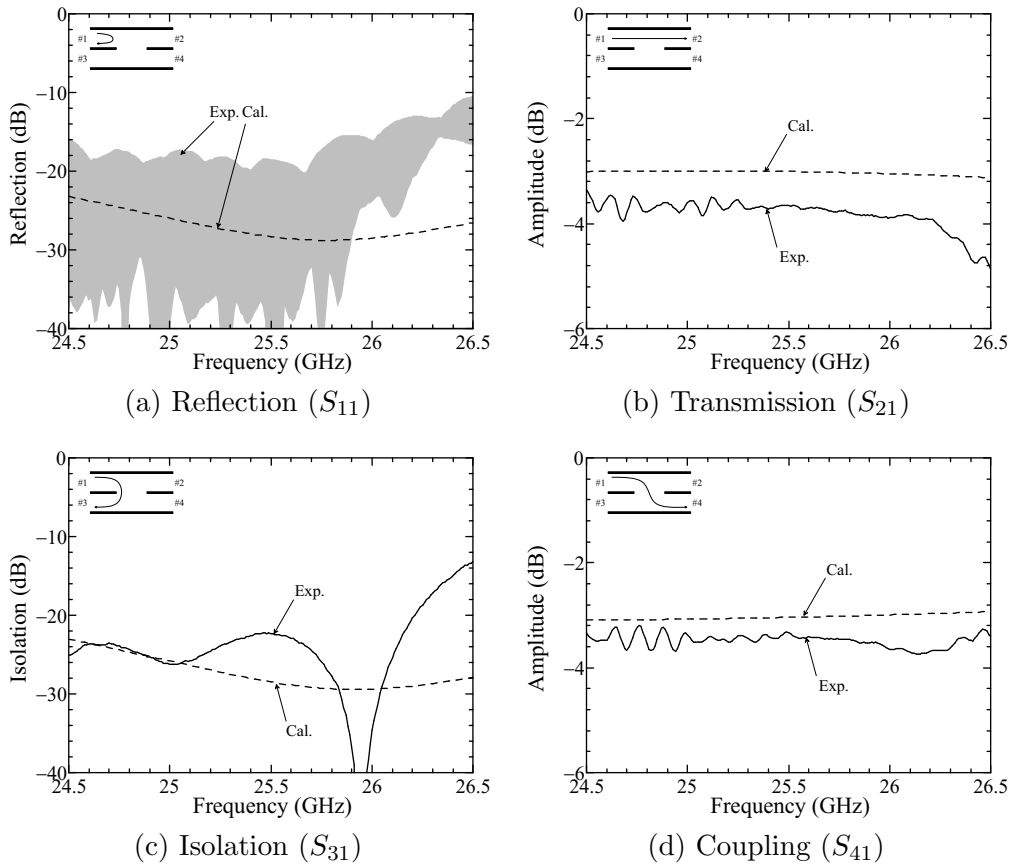 0
−10
−20
−30
−40
Reflection (dB)
#1
#2
#3
#4
Exp. Cal.
24.5
25
25.5
26
26.5
Frequency (GHz)
(a) Reflection (S11)
0
−2
−4
−6
Amplitude (dB)
#1
#2
#3
#4
Cal.
Exp.
24.5
25
25.5
26
26.5
Frequency (GHz)
(b) Transmission (S21)
0
−10
−20
−30
−40
Isolation (dB)
#1
#2
#3
#4
Exp.
Cal.
24.5
25
25.5
26
26.5
Frequency (GHz)
(c) Isolation (S31)
0
−2
−4
−6
Amplitude (dB)
#1
#2
#3
#4
Cal.
Exp.
24.5
25
25.5
26
26.5
Frequency (GHz)
(d) Coupling (S41)